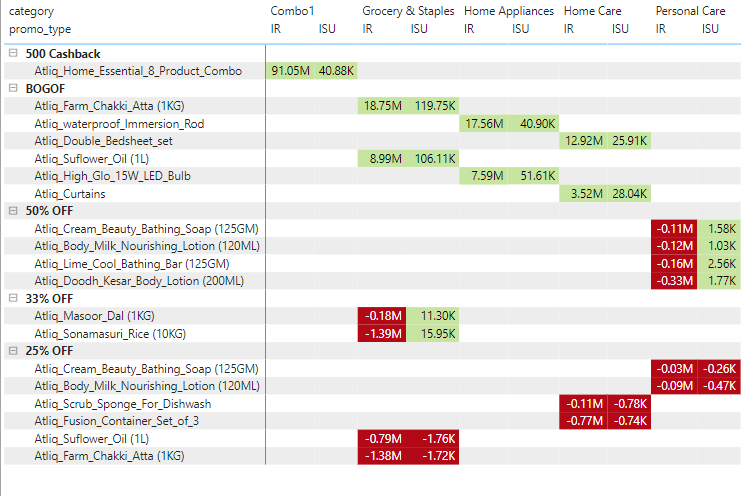 category Combo1 Grocery & Staples Home Appliances Home Care Personal Care
promo_type IR ISU IR ISU IR ISU IR ISU IR ISU
500 Cashback
Atliq_Home_Essential_8_Product_Combo 91.05M 40.88K
BOGOF
Atliq_Farm_Chakki_Atta (1KG) 18.75M 119.75K
Atliq_waterproof_Immersion_Rod 17.56M 40.90K
Atliq_Double_Bedsheet_set 12.92M 25.91K
Atliq_Suflower_Oil (1L) 8.99M 106.11K
Atliq_High_Glo_15W_LED_Bulb 7.59M 51.61K
Atliq_Curtains 3.52M 28.04K
50% OFF
Atliq_Cream_Beauty_Bathing_Soap (125GM) -0.11M 1.58K
Atliq_Body_Milk_Nourishing_Lotion (120ML) -0.12M 1.03K
Atliq_Lime_Cool_Bathing_Bar (125GM) -0.16M 2.56K
Atliq_Doodh_Kesar_Body_Lotion (200ML) -0.33M 1.77K
33% OFF
Atliq_Masoor_Dal (1KG) -0.18M 11.30K
Atliq_Sonamasuri_Rice (10KG) -1.39M 15.95K
25% OFF
Atliq_Cream_Beauty_Bathing_Soap (125GM) -0.03M -0.26K
Atliq_Body_Milk_Nourishing_Lotion (120ML) -0.09M -0.47K
Atliq_Scrub_Sponge_For_Dishwash -0.11M -0.78K
Atliq_Fusion_Container_Set_of_3 -0.77M -0.74K
Atliq_Suflower_Oil (1L) -0.79M -1.76K
Atliq_Farm_Chakki_Atta (1KG) -1.38M -1.72K